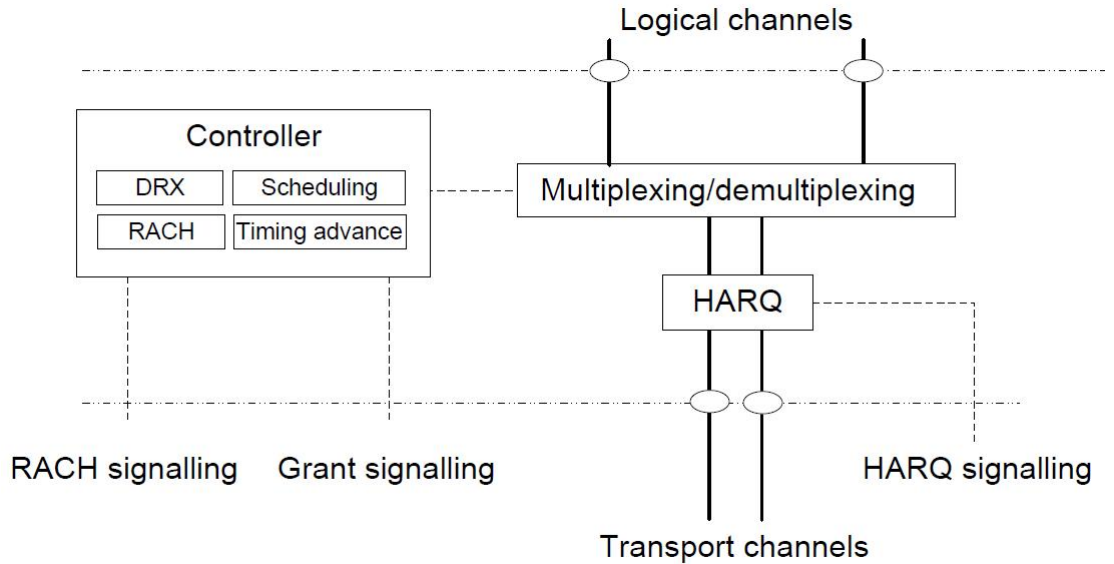 Logical channels
Controller
DRX
Scheduling
Multiplexing/demultiplexing
RACH
Timing advance
HARQ
RACH signalling
Grant signalling
HARQ signalling
Transport channels